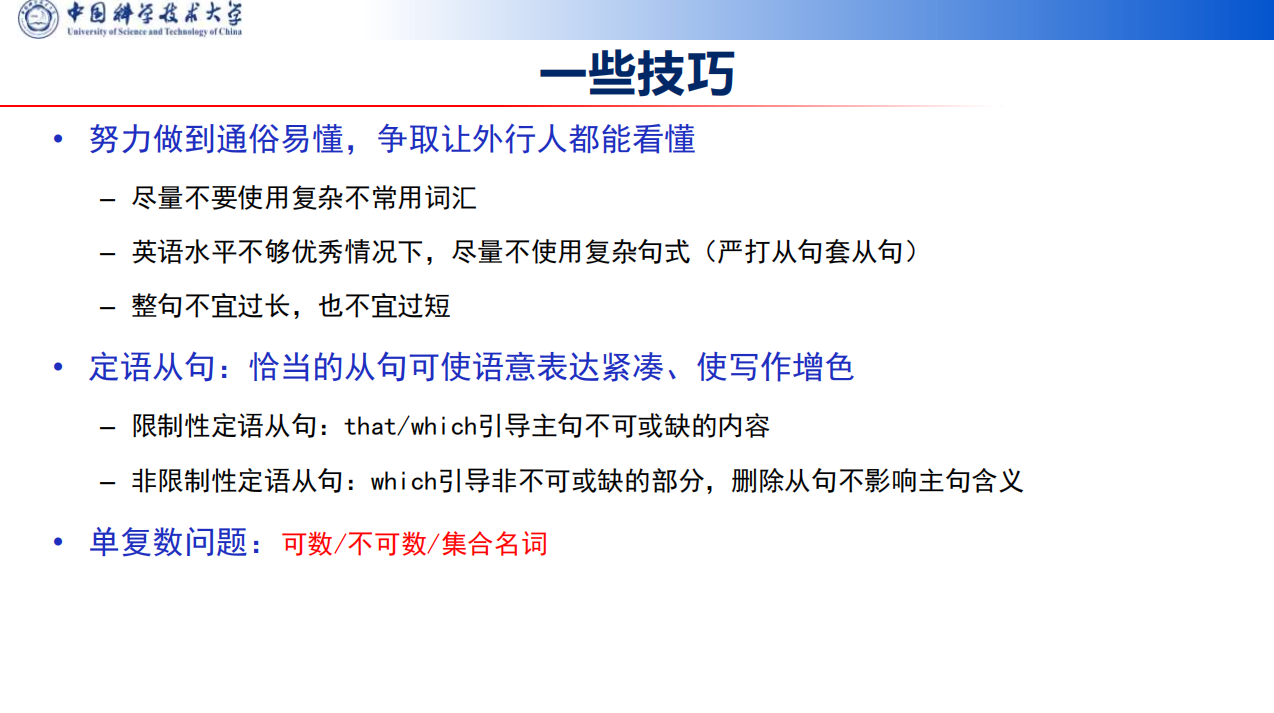 中国科学技术大学
University of Science and Technology of China
一些技巧
• 努力做到通俗易懂，争取让外行人都能看懂
– 尽量不要使用复杂不常用词汇
– 英语水平不够优秀情况下，尽量不使用复杂句式（严打从句套从句）
– 整句不宜过长，也不宜过短
• 定语从句：恰当的从句可使语意表达紧凑、使写作增色
– 限制性定语从句：that/which引导主句不可或缺的内容
– 非限制性定语从句：which引导非不可或缺的部分，删除从句不影响主句含义
• 单复数问题：可数/不可数/集合名词